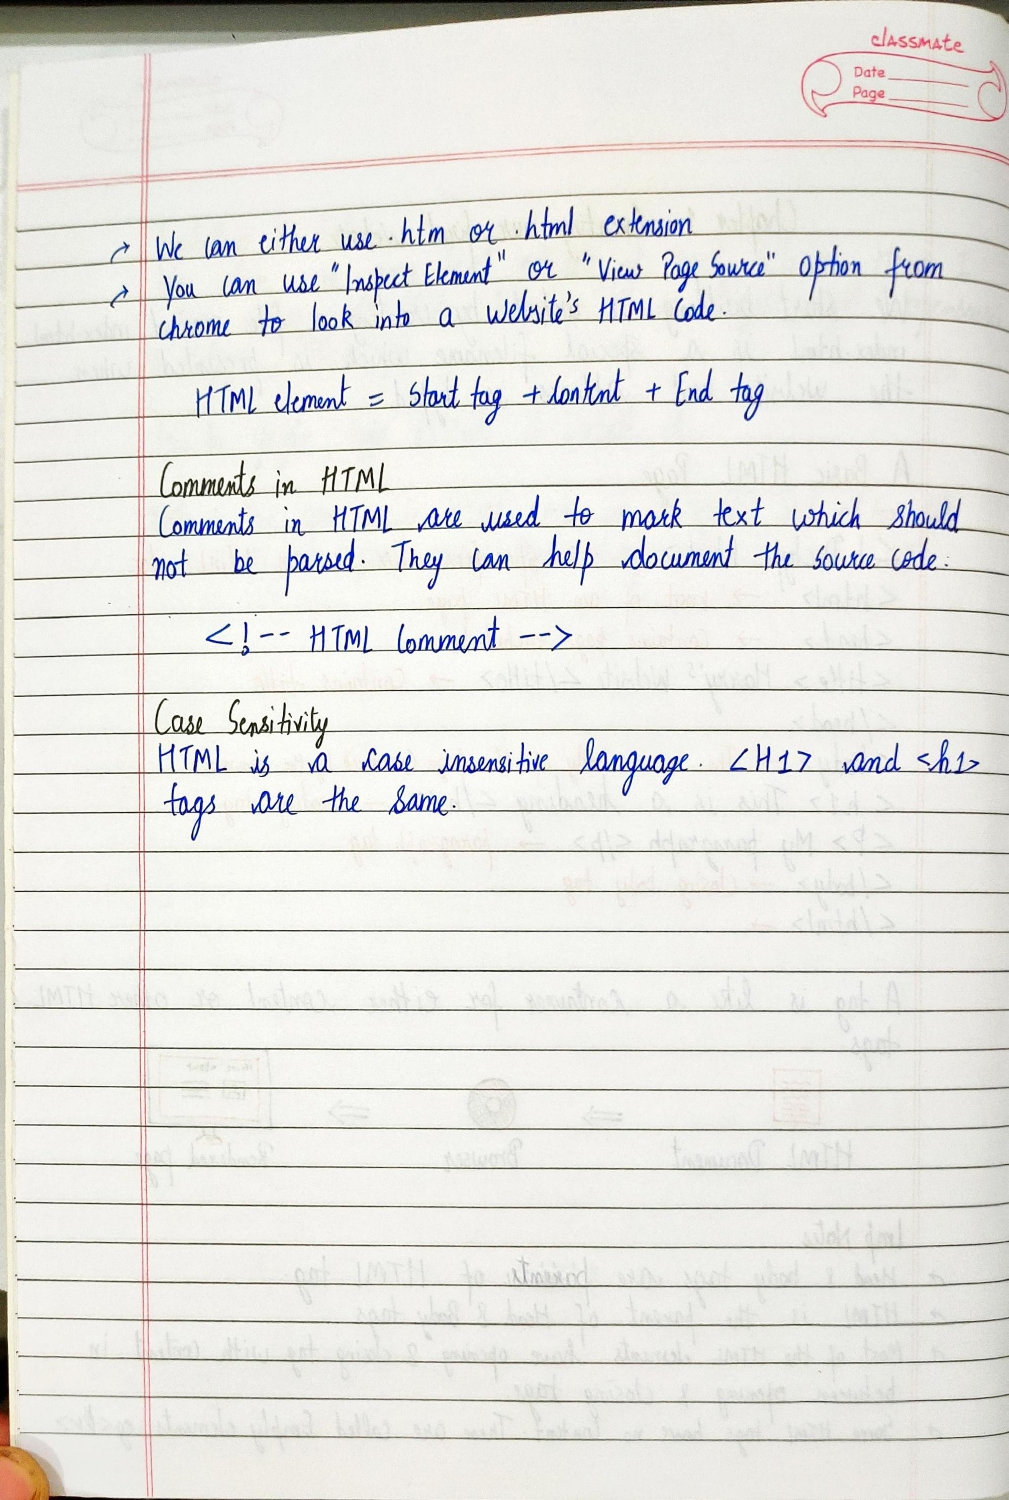 classmate
Date
Page
→ We can either use .htm or .html extension
→ You can use "Inspect Element" or "View Page Source" option from
chrome to look into a website's HTML Code.
HTML element = Start tag + Content + End tag
Comments in HTML
Comments in HTML are used to mark text which should
not be parsed. They can help document the source code.
<!-- HTML Comment -->
Case Sensitivity
HTML is a case insensitive language. <H1> and <h1>
tags are the same.